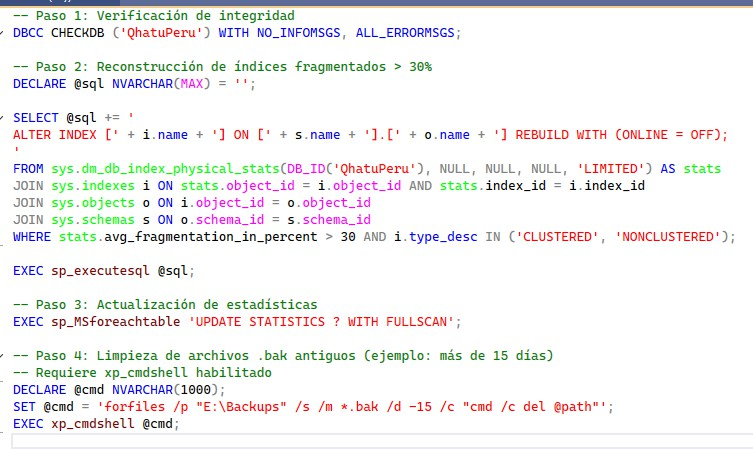 -- Paso 1: Verificación de integridad
DBCC CHECKDB ('QhatuPeru') WITH NO_INFOMSGS, ALL_ERRORMSGS;
-- Paso 2: Reconstrucción de índices fragmentados > 30%
DECLARE @sql NVARCHAR(MAX) = '';
SELECT @sql += '
ALTER INDEX [' + i.name + '] ON [' + s.name + '].[' + o.name + '] REBUILD WITH (ONLINE = OFF);
'
FROM sys.dm_db_index_physical_stats(DB_ID('QhatuPeru'), NULL, NULL, NULL, 'LIMITED') AS stats
JOIN sys.indexes i ON stats.object_id = i.object_id AND stats.index_id = i.index_id
JOIN sys.objects o ON i.object_id = o.object_id
JOIN sys.schemas s ON o.schema_id = s.schema_id
WHERE stats.avg_fragmentation_in_percent > 30 AND i.type_desc IN ('CLUSTERED', 'NONCLUSTERED');
EXEC sp_executesql @sql;
-- Paso 3: Actualización de estadísticas
EXEC sp_MSforeachtable 'UPDATE STATISTICS ? WITH FULLSCAN';
-- Paso 4: Limpieza de archivos .bak antiguos (ejemplo: más de 15 días)
-- Requiere xp_cmdshell habilitado
DECLARE @cmd NVARCHAR(1000);
SET @cmd = 'forfiles /p "E:\Backups" /s /m *.bak /d -15 /c "cmd /c del @path"';
EXEC xp_cmdshell @cmd;